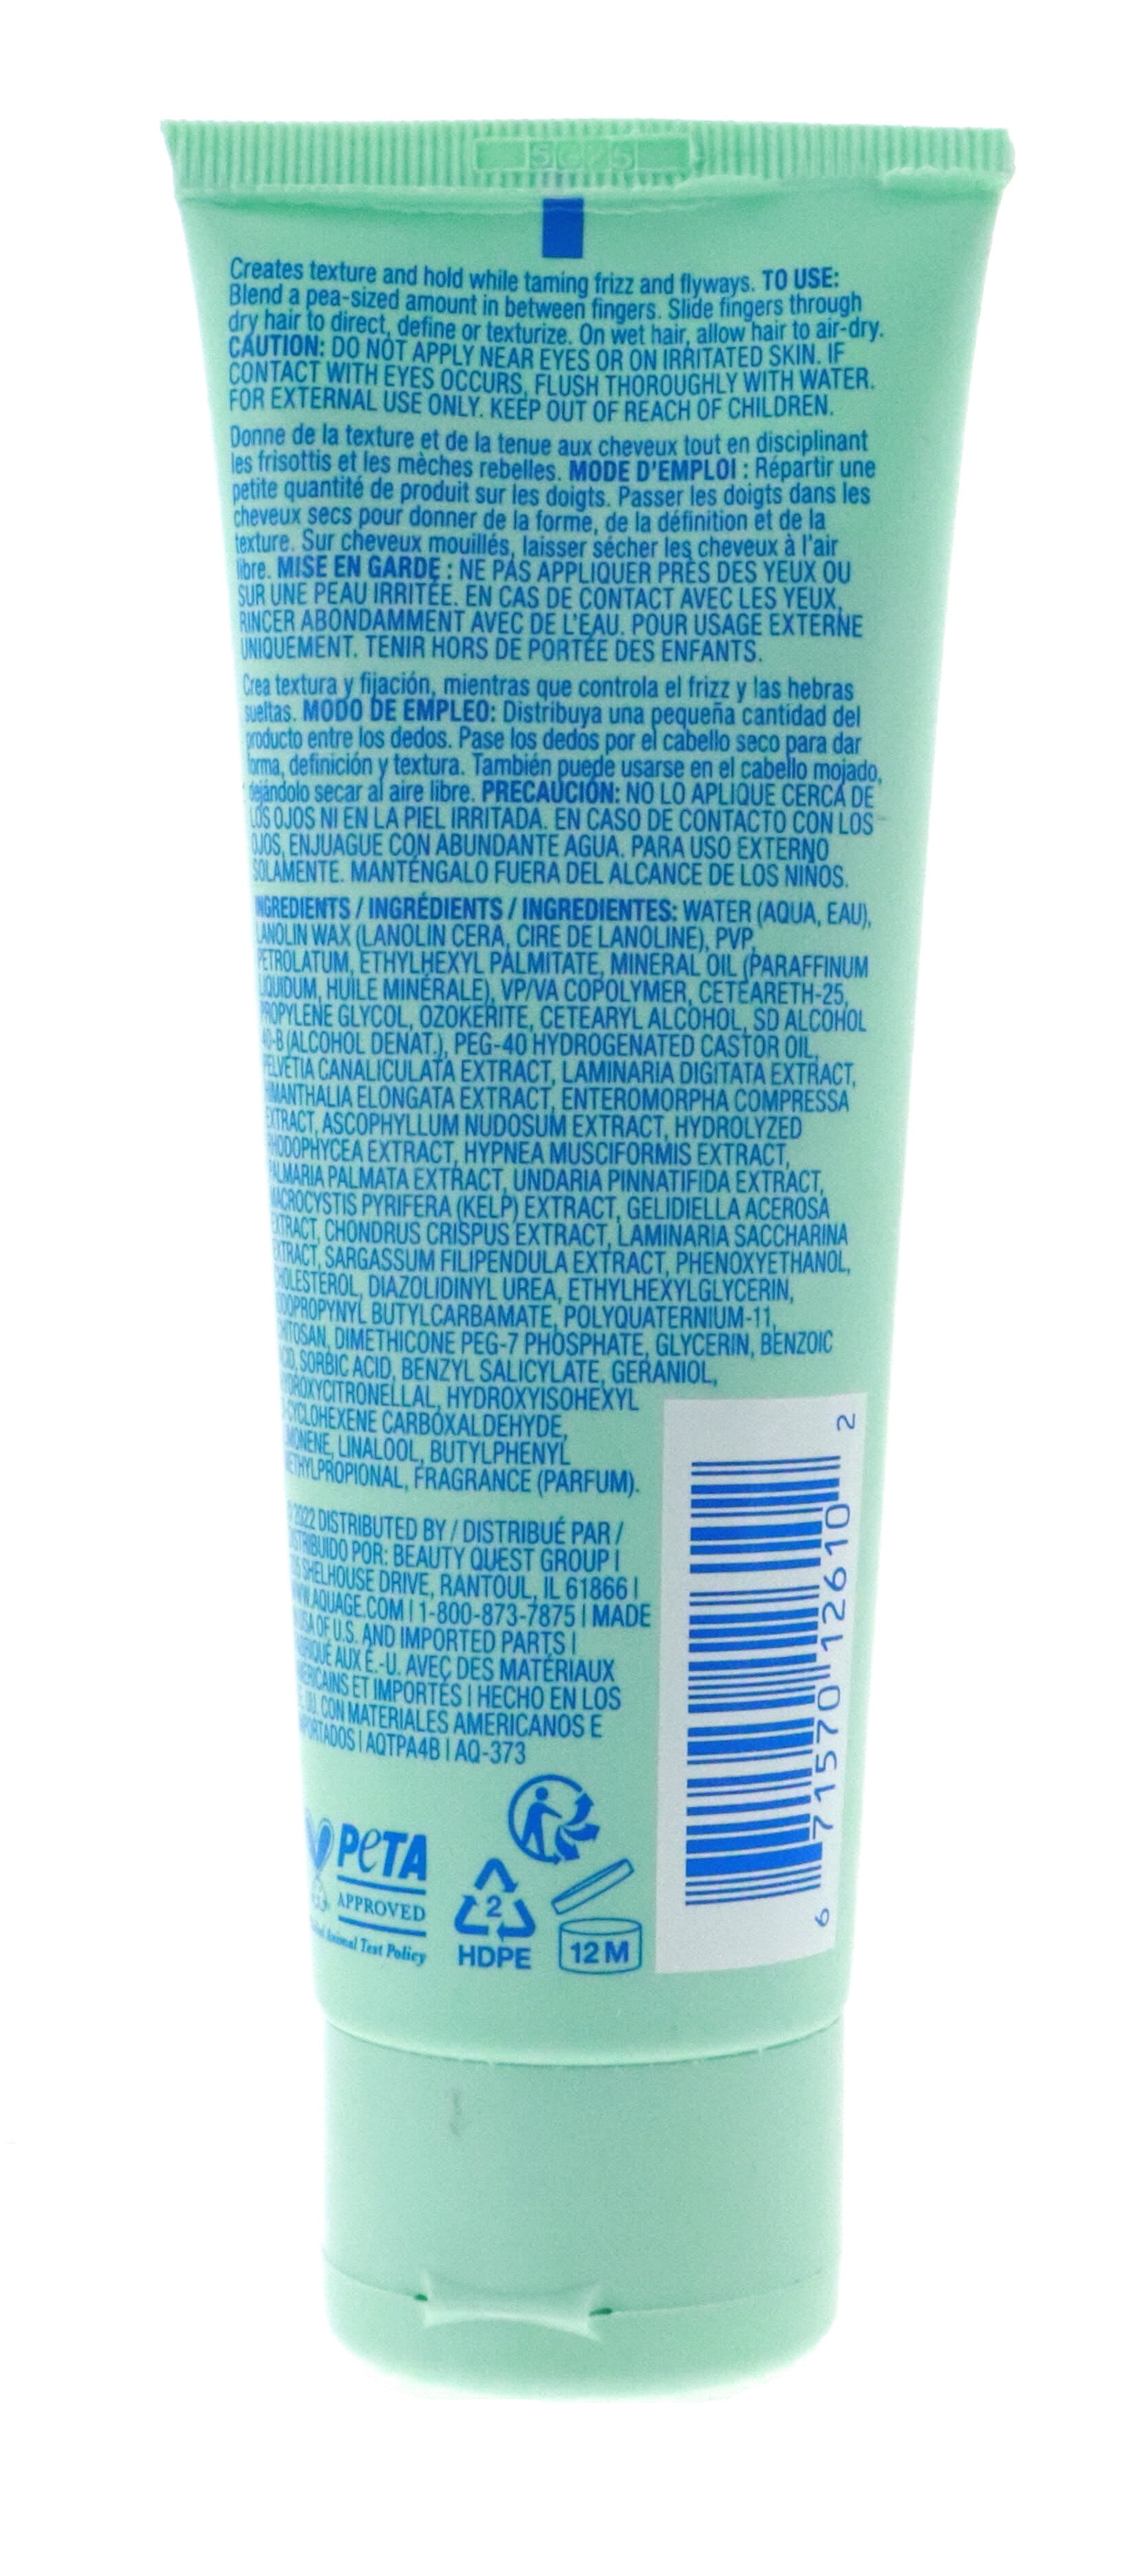 Creates texture and hold while taming frizz and flyways. TO USE:
Blend a pea-sized amount in between fingers. Slide fingers through
dry hair to direct, define or texturize. On wet hair, allow hair to air-dry.
CAUTION: DO NOT APPLY NEAR EYES OR ON IRRITATED SKIN. IF
CONTACT WITH EYES OCCURS, FLUSH THOROUGHLY WITH WATER.
FOR EXTERNAL USE ONLY. KEEP OUT OF REACH OF CHILDREN.
Donne de la texture et de la tenue aux cheveux tout en disciplinant
les frisottis et les mèches rebelles. MODE D'EMPLOI : Répartir une
petite quantité de produit sur les doigts. Passer les doigts dans les
cheveux secs pour donner de la forme, de la définition et de la
texture. Sur cheveux mouillés, laisser sécher les cheveux à l'air
libre. MISE EN GARDE : NE PAS APPLIQUER PRÈS DES YEUX OU
SUR UNE PEAU IRRITÉE. EN CAS DE CONTACT AVEC LES YEUX,
RINCER ABONDAMMENT AVEC DE L'EAU. POUR USAGE EXTERNE
UNIQUEMENT. TENIR HORS DE PORTÉE DES ENFANTS.
Crea textura y fijación, mientras que controla el frizz y las hebras
sueltas. MODO DE EMPLEO: Distribuya una pequeña cantidad del
producto entre los dedos. Pase los dedos por el cabello seco para dar
forma, definición y textura. También puede usarse en el cabello mojado,
dejándolo secar al aire libre. PRECAUCIÓN: NO LO APLIQUE CERCA DE
LOS OJOS NI EN LA PIEL IRRITADA. EN CASO DE CONTACTO CON LOS
OJOS, ENJUAGUE CON ABUNDANTE AGUA. PARA USO EXTERNO
SOLAMENTE. MANTÉNGALO FUERA DEL ALCANCE DE LOS NIÑOS.
INGREDIENTS / INGRÉDIENTS / INGREDIENTES: WATER (AQUA, EAU),
LANOLIN WAX (LANOLIN CERA, CIRE DE LANOLINE), PVP,
PETROLATUM, ETHYLHEXYL PALMITATE, MINERAL OIL (PARAFFINUM
LIQUIDUM, HUILE MINÉRALE), VP/VA COPOLYMER, CETEARETH-25,
PROPYLENE GLYCOL, OZOKERITE, CETEARYL ALCOHOL, SD ALCOHOL
40-B (ALCOHOL DENAT.), PEG-40 HYDROGENATED CASTOR OIL,
PELVETIA CANALICULATA EXTRACT, LAMINARIA DIGITATA EXTRACT,
HIMANTHALIA ELONGATA EXTRACT, ENTEROMORPHA COMPRESSA
EXTRACT, ASCOPHYLLUM NUDOSUM EXTRACT, HYDROLYZED
RHODOPHYCEA EXTRACT, HYPNEA MUSCIFORMIS EXTRACT,
PALMARIA PALMATA EXTRACT, UNDARIA PINNATIFIDA EXTRACT,
MACROCYSTIS PYRIFERA (KELP) EXTRACT, GELIDIELLA ACEROSA
EXTRACT, CHONDRUS CRISPUS EXTRACT, LAMINARIA SACCHARINA
EXTRACT, SARGASSUM FILIPENDULA EXTRACT, PHENOXYETHANOL,
CHOLESTEROL, DIAZOLIDINYL UREA, ETHYLHEXYLGLYCERIN,
IODOPROPYNYL BUTYLCARBAMATE, POLYQUATERNIUM-11,
CHITOSAN, DIMETHICONE PEG-7 PHOSPHATE, GLYCERIN, BENZOIC
ACID, SORBIC ACID, BENZYL SALICYLATE, GERANIOL,
HYDROXYCITRONELLAL, HYDROXYISOHEXYL
3-CYCLOHEXENE CARBOXALDEHYDE,
LIMONENE, LINALOOL, BUTYLPHENYL
METHYLPROPIONAL, FRAGRANCE (PARFUM).
© 2022 DISTRIBUTED BY / DISTRIBUÉ PAR /
DISTRIBUIDO POR: BEAUTY QUEST GROUP |
SHELHOUSE DRIVE, RANTOUL, IL 61866 |
WWW.AQUAGE.COM | 1-800-873-7875 | MADE
USA OF U.S. AND IMPORTED PARTS |
FABRIQUÉ AUX É.-U. AVEC DES MATÉRIAUX
AMÉRICAINS ET IMPORTÉS | HECHO EN LOS
CON MATERIALES AMERICANOS E
IMPORTADOS | AQTPA4B | AQ-373
PETA
APPROVED
Animal Test Policy
2
HDPE
12 M
6 71570 12610 2